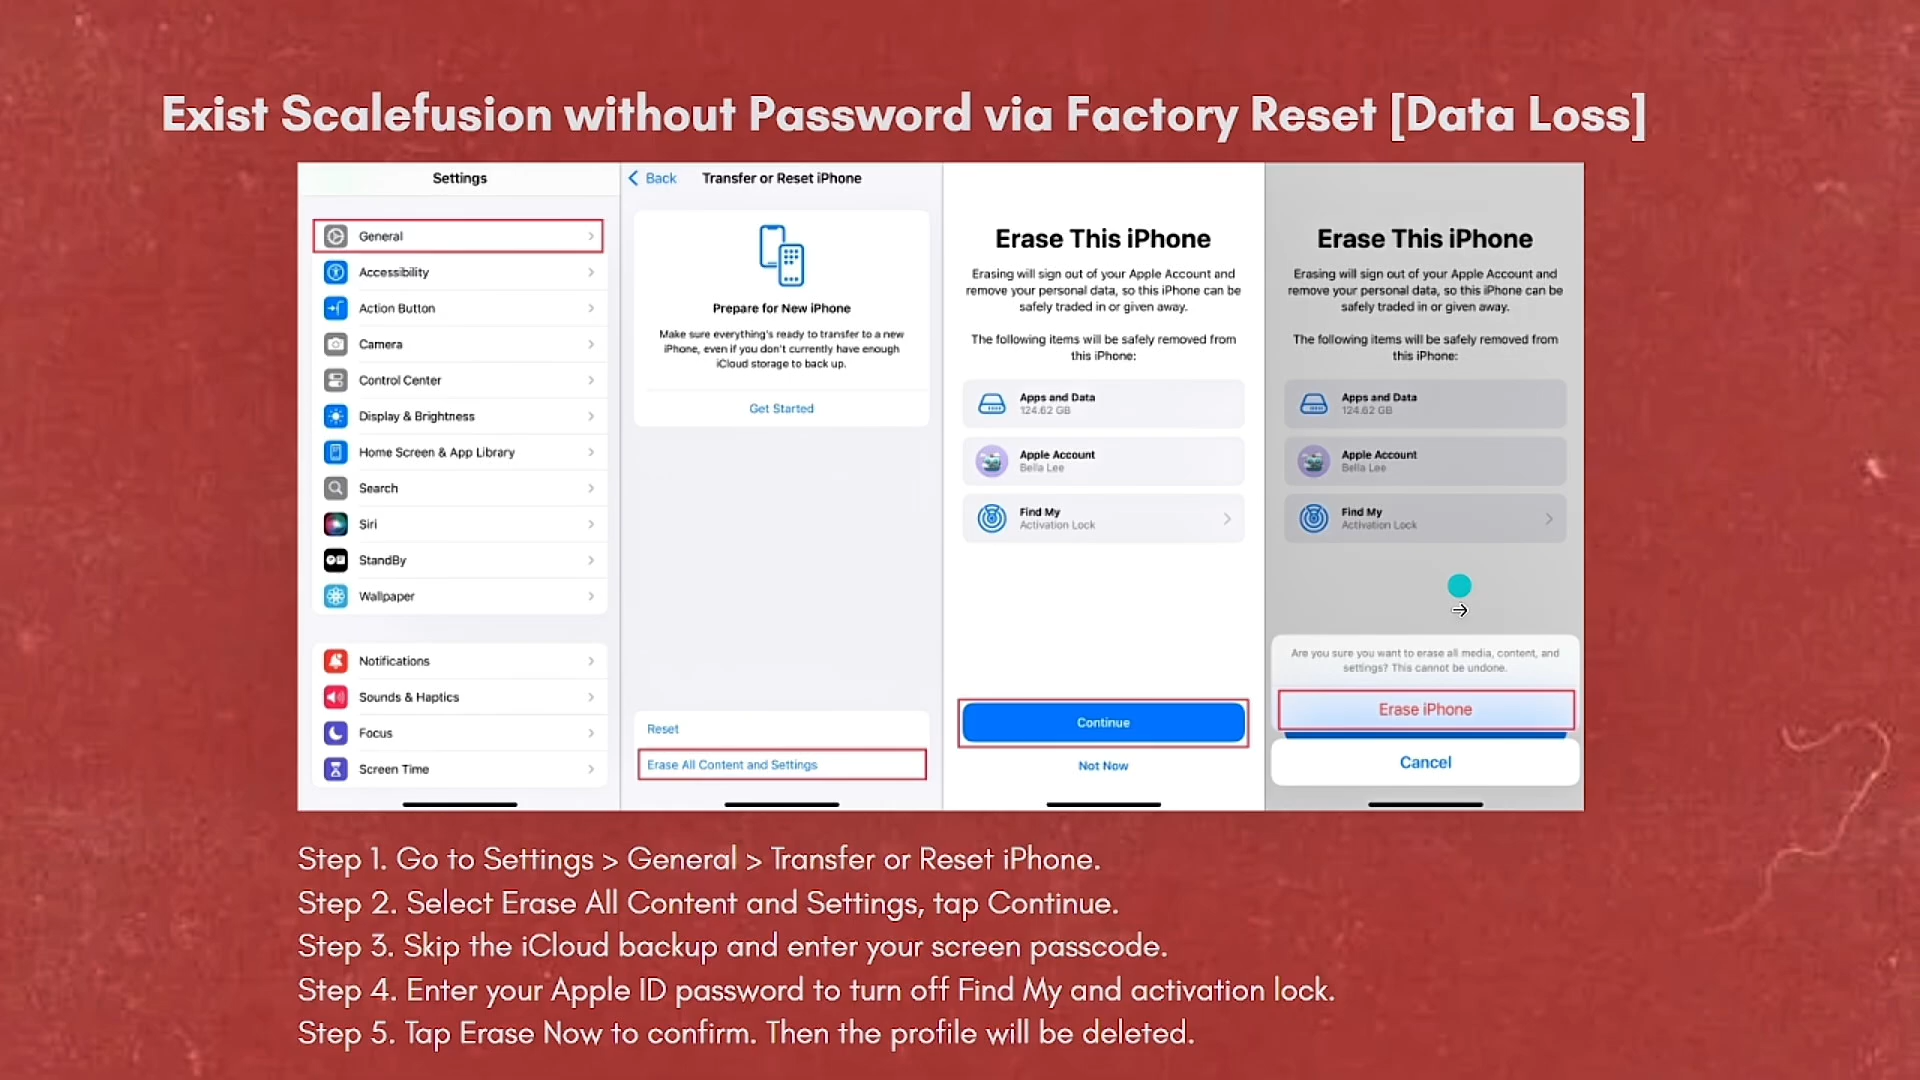 Exist Scalefusion without Password via Factory Reset [Data Loss]
Settings
General
Accessibility
Action Button
Camera
Control Center
Display & Brightness
Home Screen & App Library
Search
Siri
StandBy
Wallpaper
Notifications
Sounds & Haptics
Focus
Screen Time
Back
Transfer or Reset iPhone
Prepare for New iPhone
Make sure everything's ready to transfer to a new
iPhone, even if you don't currently have enough
iCloud storage to back up.
Get Started
Reset
Erase All Content and Settings
Erase This iPhone
Erasing will sign out of your Apple Account and
remove your personal data, so this iPhone can be
safely traded in or given away.
The following items will be safely removed from
this iPhone:
Apps and Data
124.62 GB
Apple Account
Bella Lee
Find My
Activation Lock
Continue
Not Now
Erase This iPhone
Erasing will sign out of your Apple Account and
remove your personal data, so this iPhone can be
safely traded in or given away.
The following items will be safely removed from
this iPhone:
Apps and Data
124.62 GB
Apple Account
Bella Lee
Find My
Activation Lock
Are you sure you want to erase all media, content, and
settings? This cannot be undone.
Erase iPhone
Cancel
Step 1. Go to Settings > General > Transfer or Reset iPhone.
Step 2. Select Erase All Content and Settings, tap Continue.
Step 3. Skip the iCloud backup and enter your screen passcode.
Step 4. Enter your Apple ID password to turn off Find My and activation lock.
Step 5. Tap Erase Now to confirm. Then the profile will be deleted.